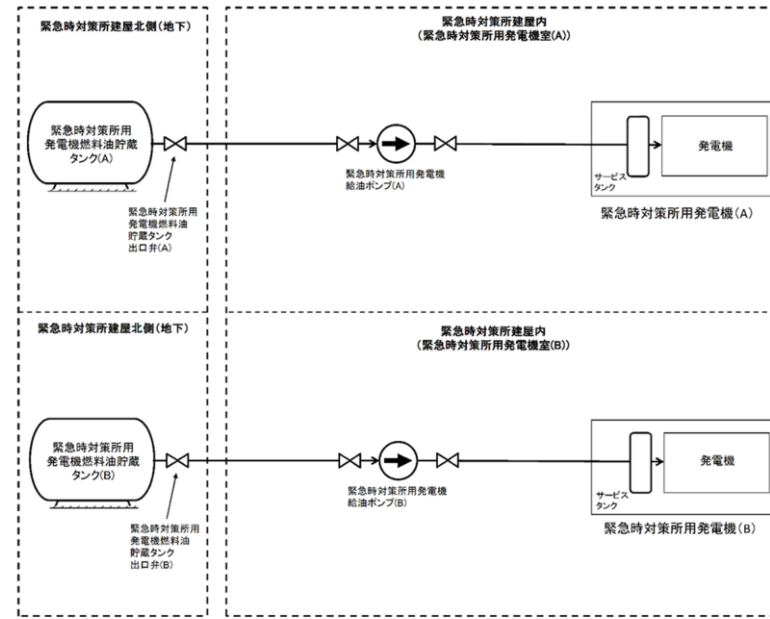 緊急時対策所建屋北側(地下)
緊急時対策所建屋内
(緊急時対策所用発電機室(A))
緊急時対策所用
発電機燃料油貯蔵
タンク(A)
緊急時対策所用
発電機燃料油
貯蔵タンク
出口弁(A)
緊急時対策所用発電機
給油ポンプ(A)
発電機
サービス
タンク
緊急時対策所用発電機(A)
緊急時対策所建屋北側(地下)
緊急時対策所建屋内
(緊急時対策所用発電機室(B))
緊急時対策所用
発電機燃料油貯蔵
タンク(B)
緊急時対策所用
発電機燃料油
貯蔵タンク
出口弁(B)
緊急時対策所用発電機
給油ポンプ(B)
発電機
サービス
タンク
緊急時対策所用発電機(B)